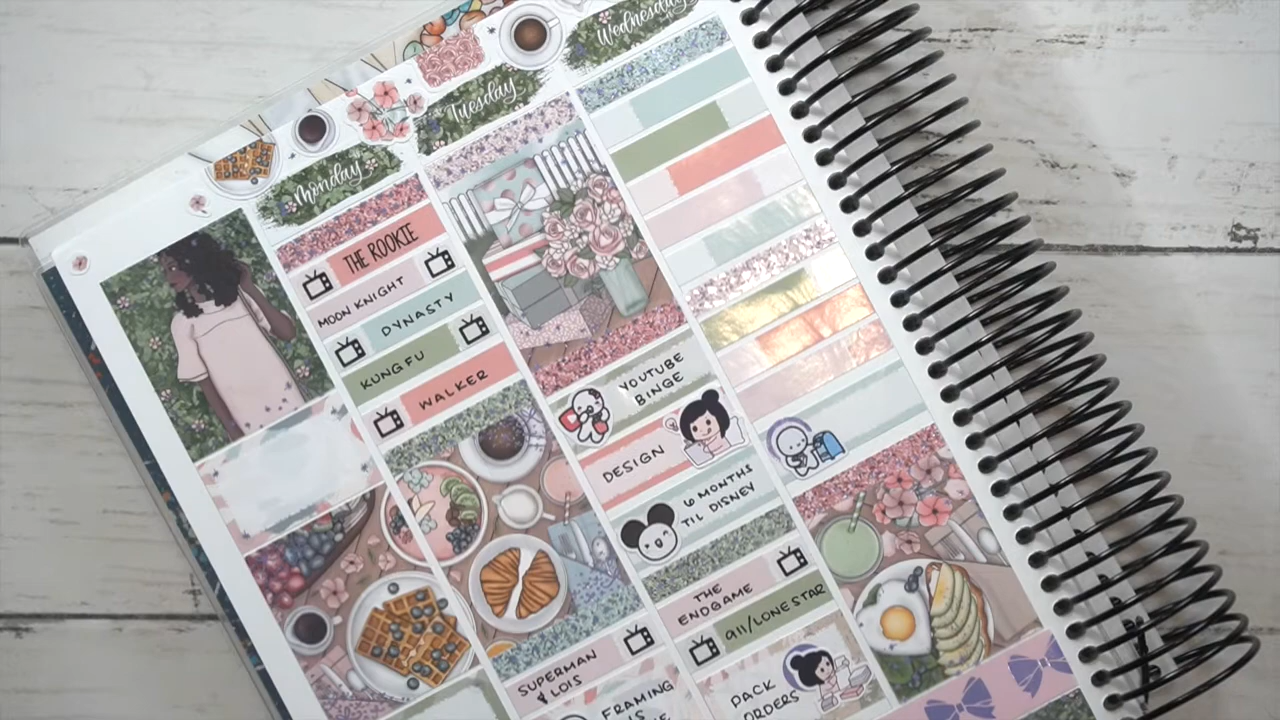 Monday
Tuesday
Wednesday
THE ROOKIE
MOON KNIGHT
DYNASTY
KUNG FU
WALKER
SUPERMAN
& LOIS
YOUTUBE
BINGE
DESIGN
6 MONTHS
TIL DISNEY
THE
ENDGAME
911/LONE STAR
PACK
ORDERS
FRAMING